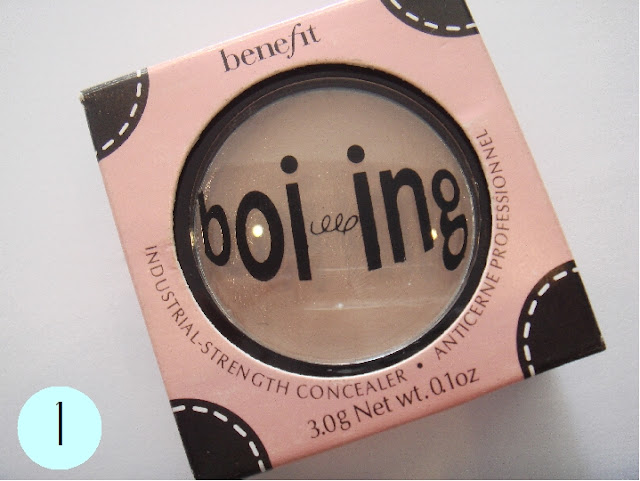 benefit
boi ing
INDUSTRIAL-STRENGTH CONCEALER • ANTICERNE PROFESSIONNEL
3.0g Net wt. 0.1oz
1